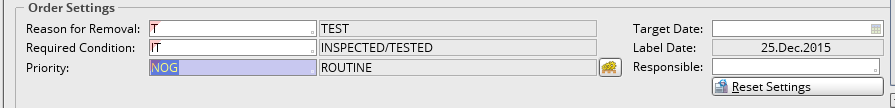 Order Settings
Reason for Removal: T TEST Target Date:
Required Condition: IT INSPECTED/TESTED Label Date: 25.Dec.2015
Priority: NOG ROUTINE Responsible:
Reset Settings